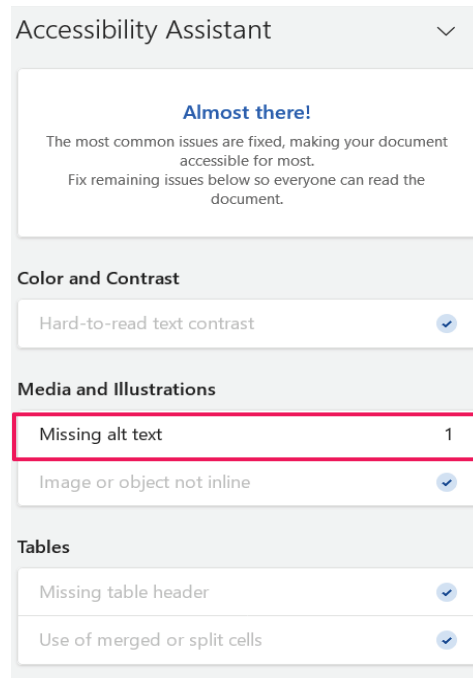 Accessibility Assistant
Almost there!
The most common issues are fixed, making your document
accessible for most.
Fix remaining issues below so everyone can read the
document.
Color and Contrast
Hard-to-read text contrast
Media and Illustrations
Missing alt text 1
Image or object not inline
Tables
Missing table header
Use of merged or split cells